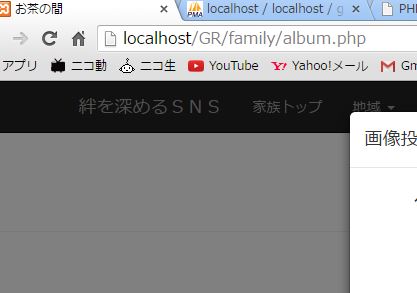 お茶の間
localhost / localhost / g
PHI
localhost/GR/family/album.php
アプリ ニコ動 ニコ生 YouTube Yahoo!メール Gm
絆を深めるSNS 家族トップ 地域
画像投